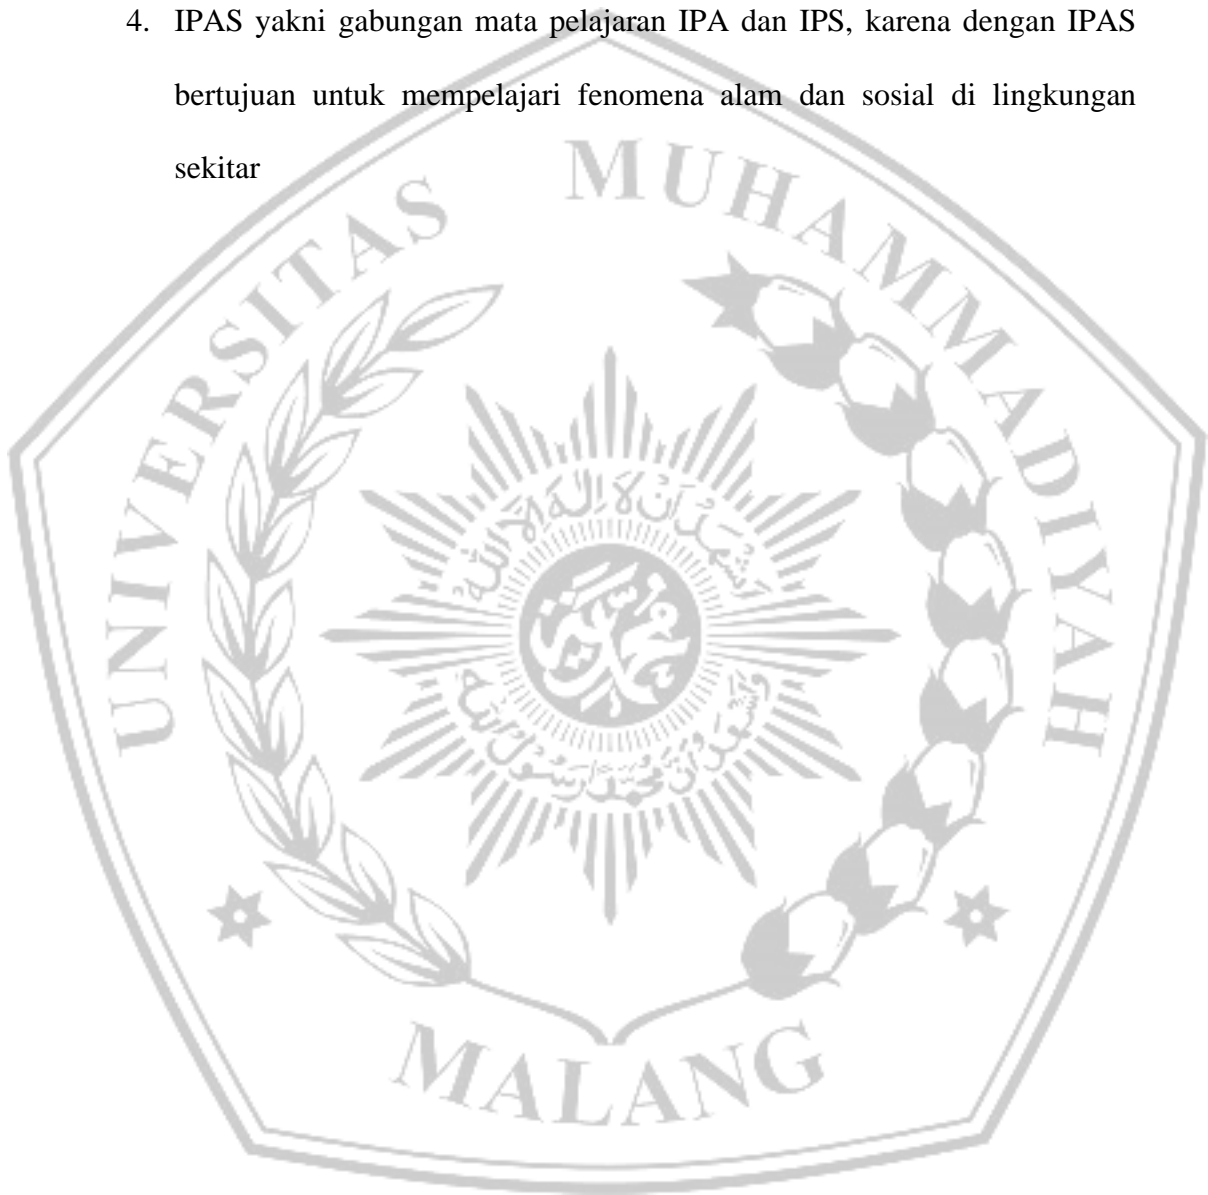 4. IPAS yakni gabungan mata pelajaran IPA dan IPS, karena dengan IPAS
bertujuan untuk mempelajari fenomena alam dan sosial di lingkungan
sekitar
UNIVERSITAS MUHAMMADIYAH
MALANG